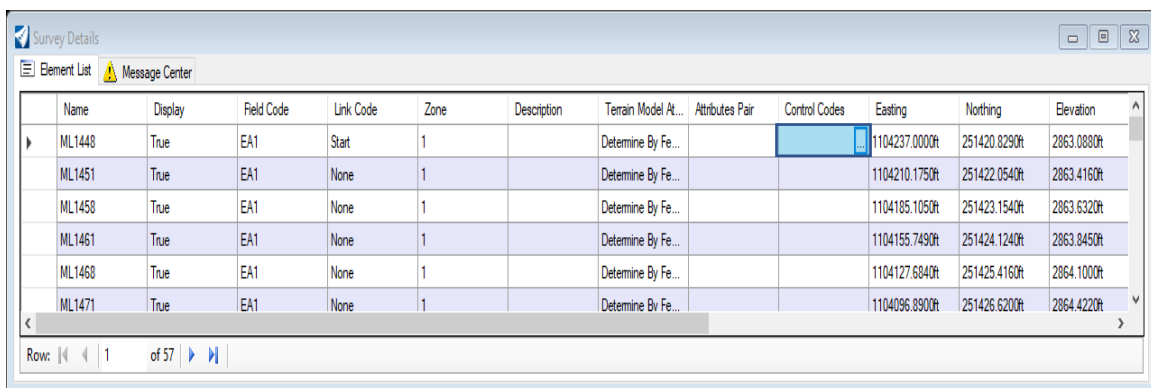 Survey Details
Element List Message Center
Name Display Field Code Link Code Zone Description Terrain Model At... Attributes Pair Control Codes Easting Northing Elevation
ML1448 True EA1 Start 1 Determine By Fe... ... 1104237.0000ft 251420.8290ft 2863.0880ft
ML1451 True EA1 None 1 Determine By Fe... 1104210.1750ft 251422.0540ft 2863.4160ft
ML1458 True EA1 None 1 Determine By Fe... 1104185.1050ft 251423.1540ft 2863.6320ft
ML1461 True EA1 None 1 Determine By Fe... 1104155.7490ft 251424.1240ft 2863.8450ft
ML1468 True EA1 None 1 Determine By Fe... 1104127.6840ft 251425.4160ft 2864.1000ft
ML1471 True EA1 None 1 Determine By Fe... 1104096.8900ft 251426.6200ft 2864.4220ft
Row: 1 of 57